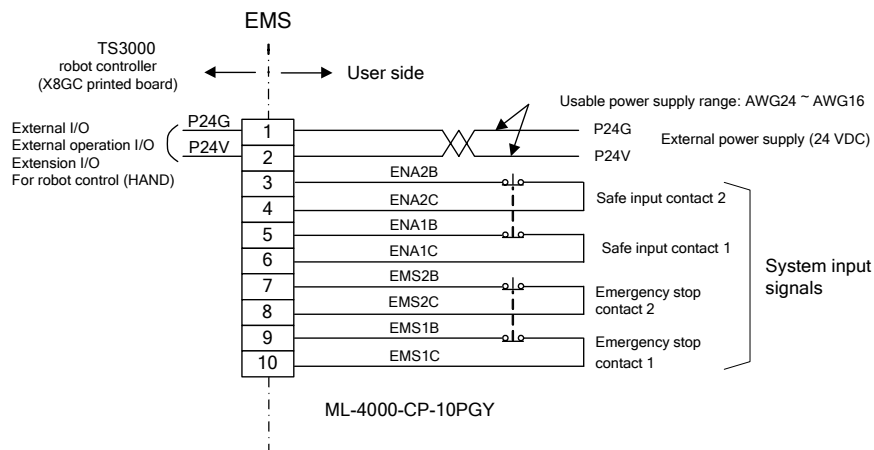 EMS
TS3000
robot controller
(X8GC printed board)
User side
Usable power supply range: AWG24 ~ AWG16
External I/O
External operation I/O
Extension I/O
For robot control (HAND)
P24G
P24V
1
2
3
4
5
6
7
8
9
10
P24G
P24V
External power supply (24 VDC)
ENA2B
ENA2C
Safe input contact 2
ENA1B
ENA1C
Safe input contact 1
EMS2B
EMS2C
Emergency stop
contact 2
EMS1B
EMS1C
Emergency stop
contact 1
System input
signals
ML-4000-CP-10PGY